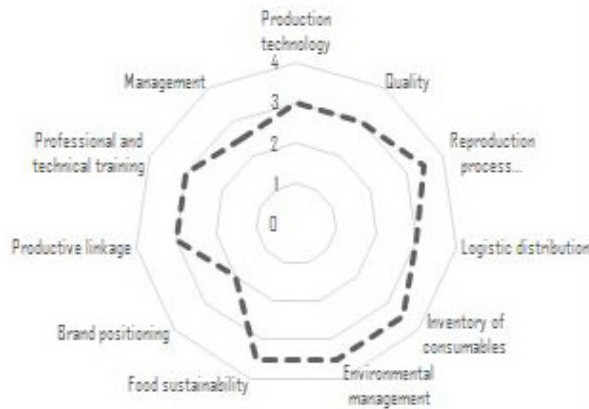 Production
technology
4
Management
Quality
3
Professional and
technical training
Reproduction
process...
2
1
0
Productive linkage
Logistic distribution
Brand positioning
Inventory of
consumables
Food sustainability
Environmental
management